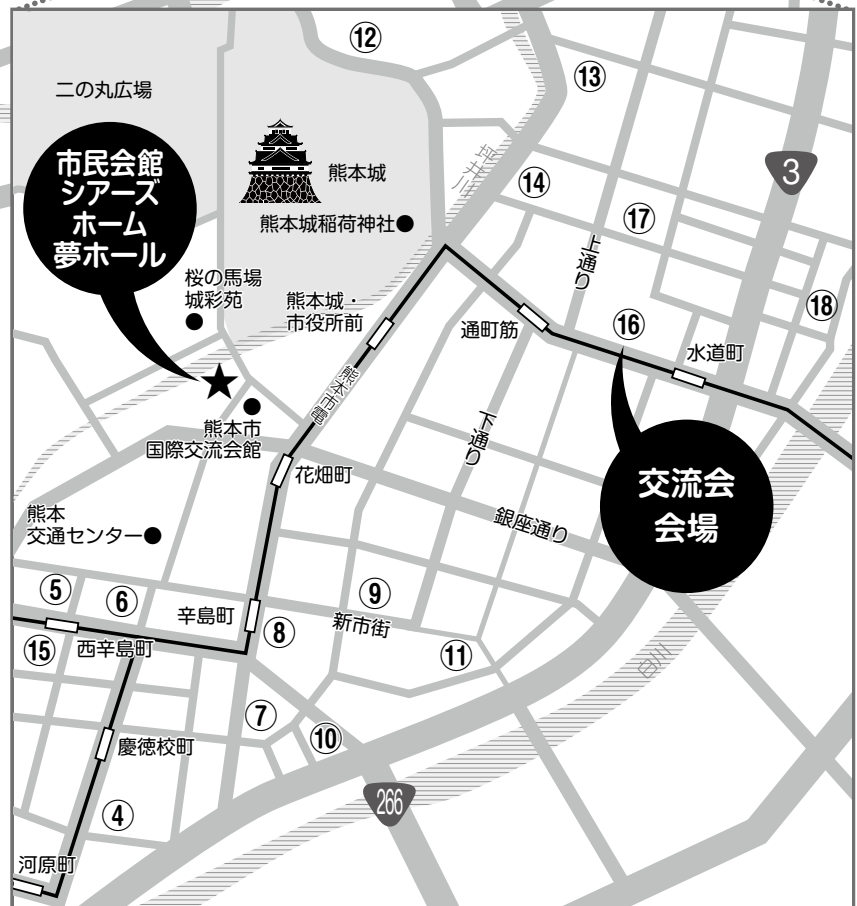 ⑫
二の丸広場
⑬
市民会館
シアーズ
ホーム
夢ホール
熊本城
坪井川
3
⑭
熊本城稲荷神社
⑰
上通り
桜の馬場
城彩苑
熊本城・
市役所前
通町筋
⑯
⑱
水道町
熊本市電
熊本市
国際交流会館
下通り
花畑町
交流会
会場
銀座通り
熊本
交通センター
⑤
⑥
辛島町
⑧
⑨
新市街
⑪
⑮
西辛島町
白川
⑦
⑩
慶徳校町
266
④
河原町